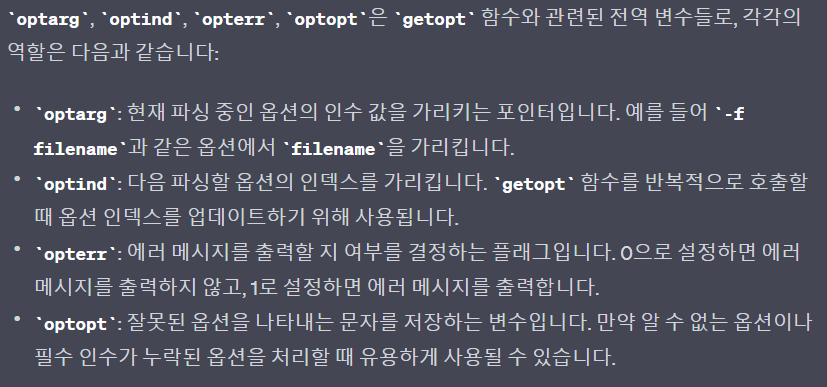 `optarg`, `optind`, `opterr`, `optopt`은 `getopt` 함수와 관련된 전역 변수들로, 각각의
역할은 다음과 같습니다:
• `optarg`: 현재 파싱 중인 옵션의 인수 값을 가리키는 포인터입니다. 예를 들어 `-f
filename`과 같은 옵션에서 `filename`을 가리킵니다.
• `optind`: 다음 파싱할 옵션의 인덱스를 가리킵니다. `getopt` 함수를 반복적으로 호출할
때 옵션 인덱스를 업데이트하기 위해 사용됩니다.
• `opterr`: 에러 메시지를 출력할 지 여부를 결정하는 플래그입니다. 0으로 설정하면 에러
메시지를 출력하지 않고, 1로 설정하면 에러 메시지를 출력합니다.
• `optopt`: 잘못된 옵션을 나타내는 문자를 저장하는 변수입니다. 만약 알 수 없는 옵션이나
필수 인수가 누락된 옵션을 처리할 때 유용하게 사용될 수 있습니다.